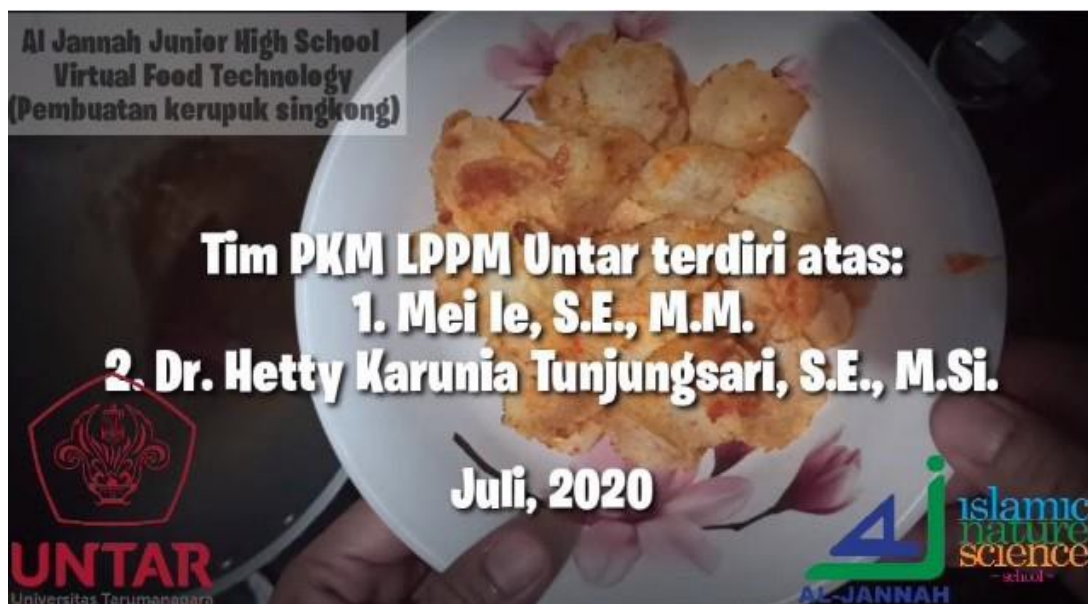 Al Jannah Junior High School
Virtual Food Technology
(Pembuatan kerupuk singkong)
Tim PKM LPPM Untar terdiri atas:
1. Mei Ie, S.E., M.M.
2. Dr. Hetty Karunia Tunjungsari, S.E., M.Si.
Juli, 2020
UNTAR
Universitas Tarumanagara
AL-JANNAH
islamic
nature
science
~ school ~